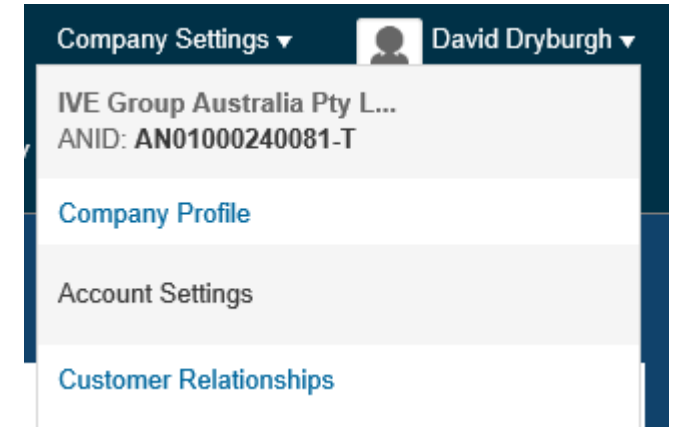 Company Settings ▾ David Dryburgh ▾
IVE Group Australia Pty L...
ANID: AN01000240081-T
Company Profile
Account Settings
Customer Relationships